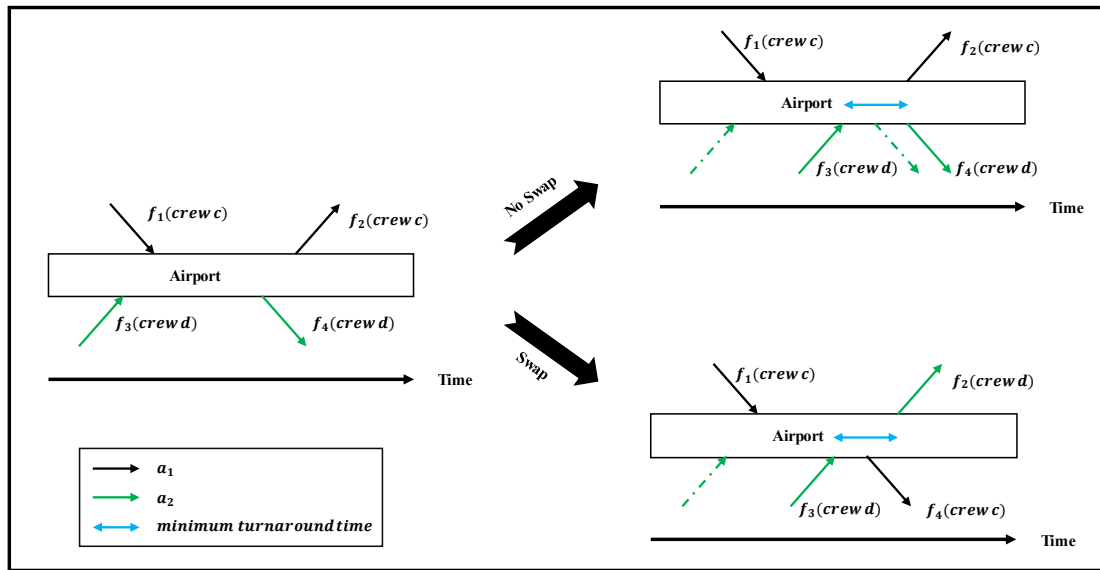 f₁(crew c)
f₂(crew c)
Airport
f₃(crew d)
f₄(crew d)
Time
a₁
a₂
minimum turnaround time
No Swap
Swap
f₁(crew c)
f₂(crew c)
Airport
f₃(crew d)
f₄(crew d)
Time
f₁(crew c)
f₂(crew d)
Airport
f₃(crew d)
f₄(crew c)
Time